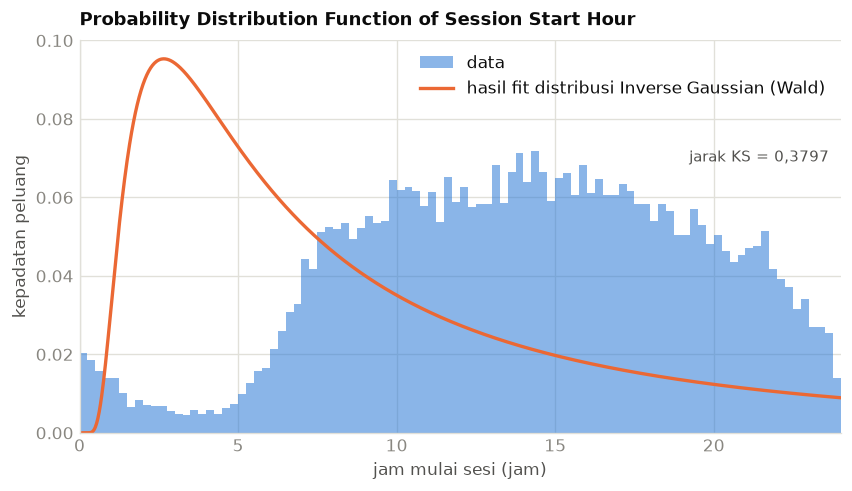 Probability Distribution Function of Session Start Hour
kepadatan peluang
0.10
0.08
0.06
0.04
0.02
0.00
data
hasil fit distribusi Inverse Gaussian (Wald)
jarak KS = 0,3797
0
5
10
15
20
jam mulai sesi (jam)